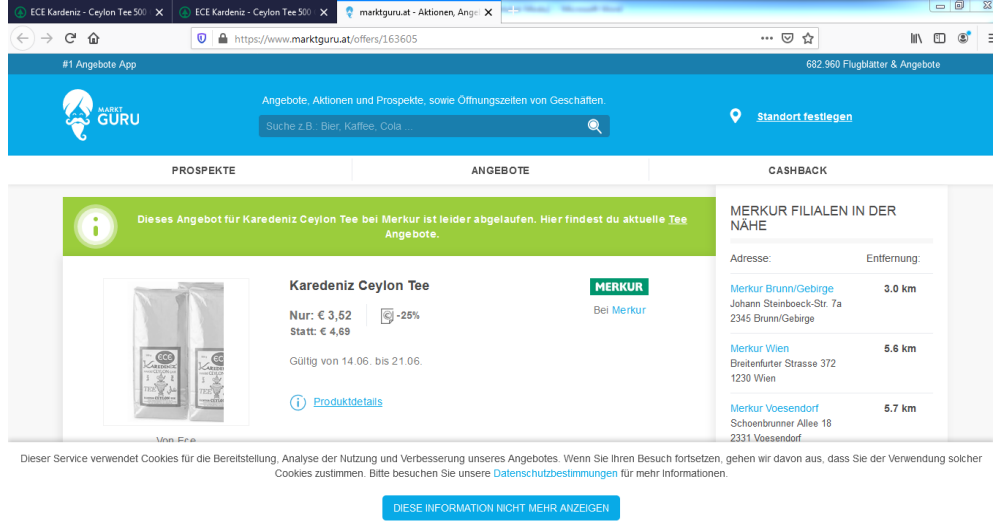 ECE Kardeniz - Ceylon Tee 500
ECE Kardeniz - Ceylon Tee 500
marktguru.at - Aktionen, Ange
https://www.marktguru.at/offers/163605
#1 Angebote App
682.960 Flugblätter & Angebote
MARKT
GURU
Angebote, Aktionen und Prospekte, sowie Öffnungszeiten von Geschäften.
Suche z.B.: Bier, Kaffee, Cola ...
Standort festlegen
PROSPEKTE
ANGEBOTE
CASHBACK
Dieses Angebot für Karedeniz Ceylon Tee bei Merkur ist leider abgelaufen. Hier findest du aktuelle Tee
Angebote.
Karedeniz Ceylon Tee
MERKUR
Nur: € 3,52
-25%
Bei Merkur
Statt: € 4,69
Gültig von 14.06. bis 21.06.
Produktdetails
ECE
KAREDENIZ
TEE
Von Ece
MERKUR FILIALEN IN DER
NÄHE
Adresse:
Entfernung:
Merkur Brunn/Gebirge
3.0 km
Johann Steinboeck-Str. 7a
2345 Brunn/Gebirge
Merkur Wien
5.6 km
Breitenfurter Strasse 372
1230 Wien
Merkur Voesendorf
5.7 km
Schoenbrunner Allee 18
2331 Voesendorf
Dieser Service verwendet Cookies für die Bereitstellung, Analyse der Nutzung und Verbesserung unseres Angebotes. Wenn Sie Ihren Besuch fortsetzen, gehen wir davon aus, dass Sie der Verwendung solcher
Cookies zustimmen. Bitte besuchen Sie unsere Datenschutzbestimmungen für mehr Informationen.
DIESE INFORMATION NICHT MEHR ANZEIGEN